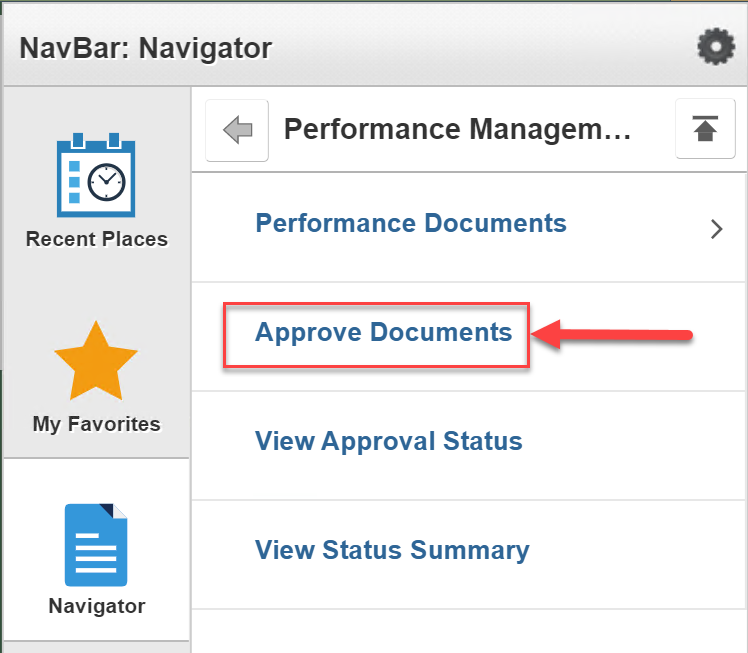 NavBar: Navigator
Recent Places
My Favorites
Navigator
Performance Managem...
Performance Documents
Approve Documents
View Approval Status
View Status Summary